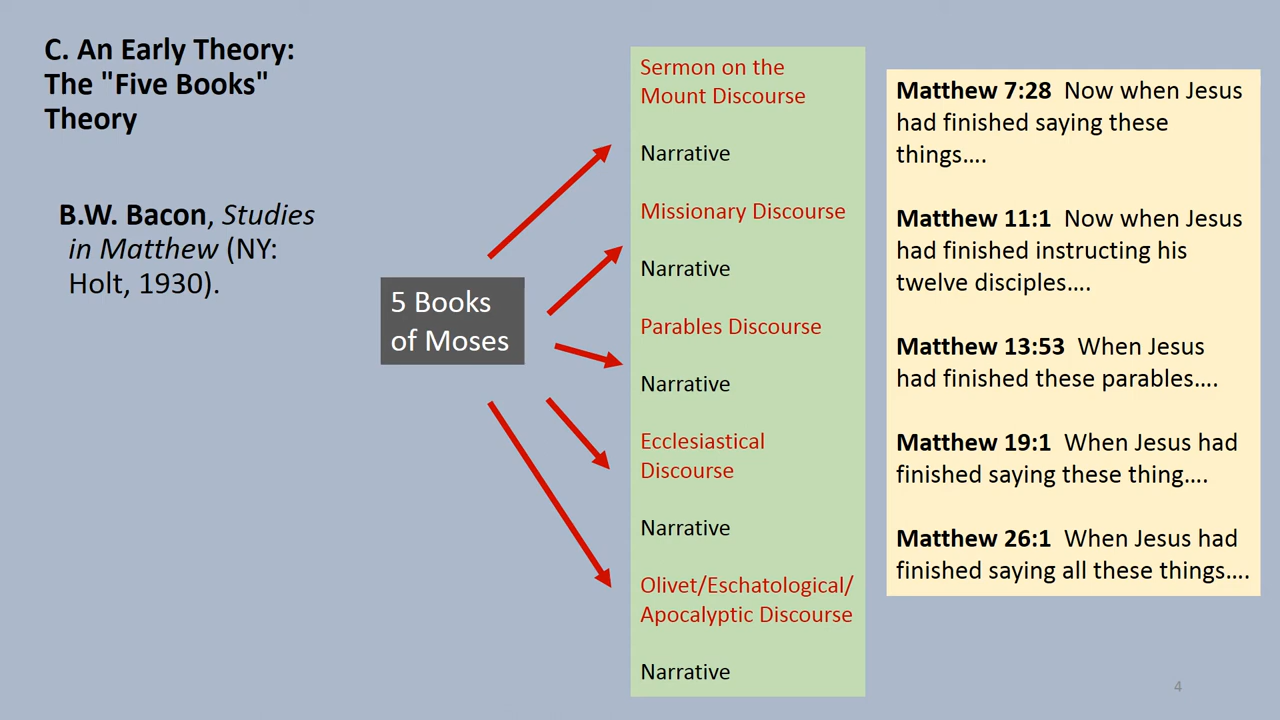 C. An Early Theory:
The "Five Books"
Theory
B.W. Bacon, Studies
in Matthew (NY:
Holt, 1930).
5 Books
of Moses
Sermon on the
Mount Discourse
Narrative
Missionary Discourse
Narrative
Parables Discourse
Narrative
Ecclesiastical
Discourse
Narrative
Olivet/Eschatological/
Apocalyptic Discourse
Narrative
Matthew 7:28 Now when Jesus
had finished saying these
things....
Matthew 11:1 Now when Jesus
had finished instructing his
twelve disciples....
Matthew 13:53 When Jesus
had finished these parables....
Matthew 19:1 When Jesus had
finished saying these thing....
Matthew 26:1 When Jesus had
finished saying all these things....
4